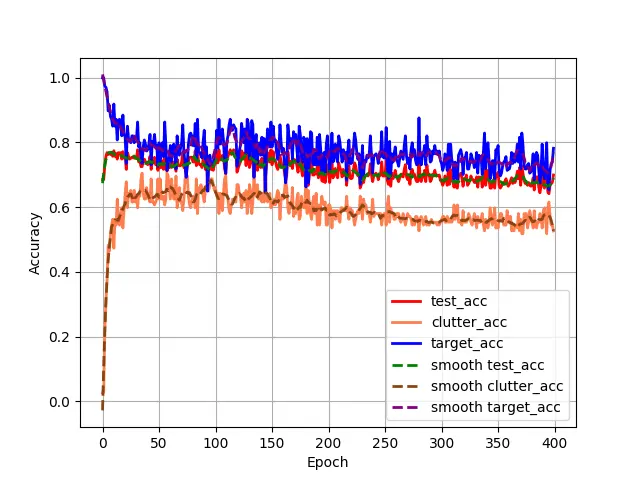 1.0
0.8
0.6
0.4
0.2
0.0
Accuracy
test_acc
clutter_acc
target_acc
smooth test_acc
smooth clutter_acc
smooth target_acc
0 50 100 150 200 250 300 350 400
Epoch